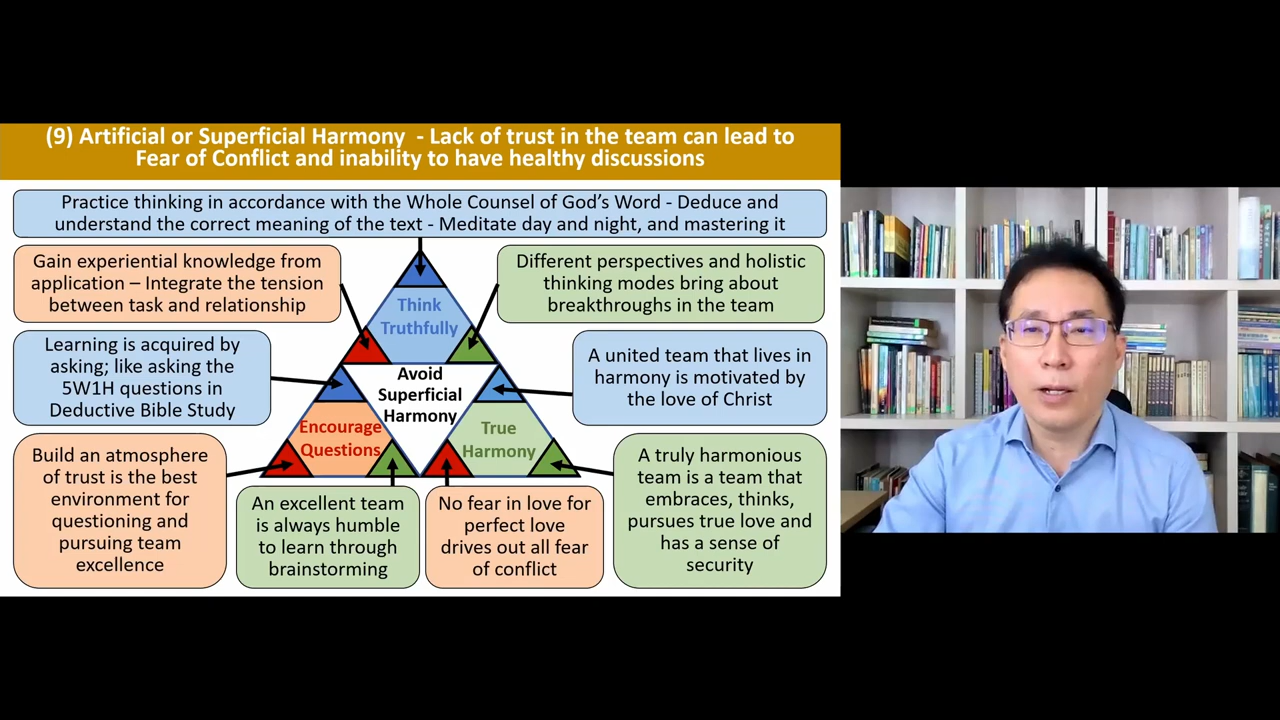 (9) Artificial or Superficial Harmony - Lack of trust in the team can lead to
Fear of Conflict and inability to have healthy discussions
Practice thinking in accordance with the Whole Counsel of God's Word - Deduce and
understand the correct meaning of the text - Meditate day and night, and mastering it
Gain experiential knowledge from
application – Integrate the tension
between task and relationship
Different perspectives and holistic
thinking modes bring about
breakthroughs in the team
Think
Truthfully
Learning is acquired by
asking; like asking the
5W1H questions in
Deductive Bible Study
A united team that lives in
harmony is motivated by
the love of Christ
Avoid
Superficial
Harmony
Encourage
Questions
True
Harmony
Build an atmosphere
of trust is the best
environment for
questioning and
pursuing team
excellence
An excellent team
is always humble
to learn through
brainstorming
No fear in love for
perfect love
drives out all fear
of conflict
A truly harmonious
team is a team that
embraces, thinks,
pursues true love and
has a sense of
security